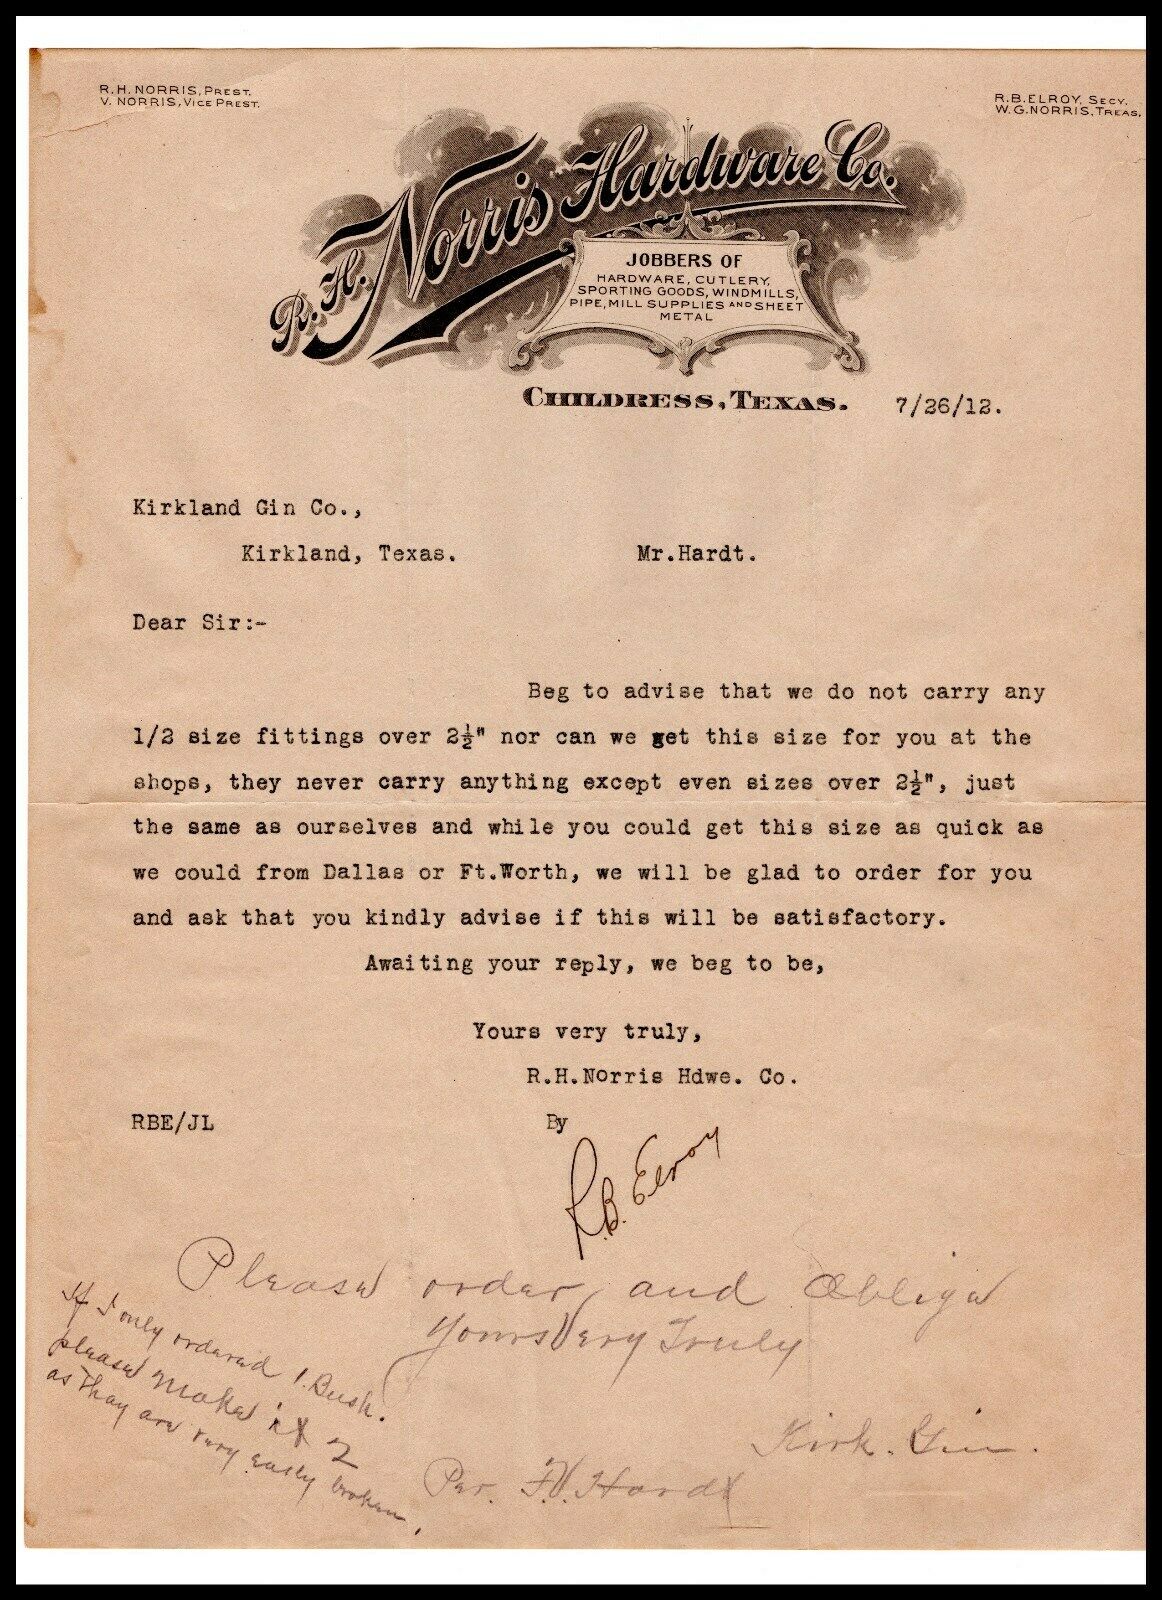 R.H. NORRIS, PREST.
V. NORRIS, VICE PREST.
R.B. ELROY, SECY.
W.G. NORRIS, TREAS.
R. H. Norris Hardware Co.
JOBBERS OF
HARDWARE, CUTLERY,
SPORTING GOODS, WINDMILLS,
PIPE, MILL SUPPLIES AND SHEET
METAL
CHILDRESS, TEXAS. 7/26/12.
Kirkland Gin Co.,
Kirkland, Texas. Mr.Hardt.
Dear Sir:-
Beg to advise that we do not carry any
1/2 size fittings over 2½" nor can we get this size for you at the
shops, they never carry anything except even sizes over 2½", just
the same as ourselves and while you could get this size as quick as
we could from Dallas or Ft.Worth, we will be glad to order for you
and ask that you kindly advise if this will be satisfactory.
Awaiting your reply, we beg to be,
Yours very truly,
R.H.Norris Hdwe. Co.
RBE/JL By
R.B. Elroy
Please order and Oblige
Yours Very Truly
Kirk. Gin.
Per. F.V. Hardt
If I only ordered 1. Bush.
please make it 2
as Thay are very easily broken.